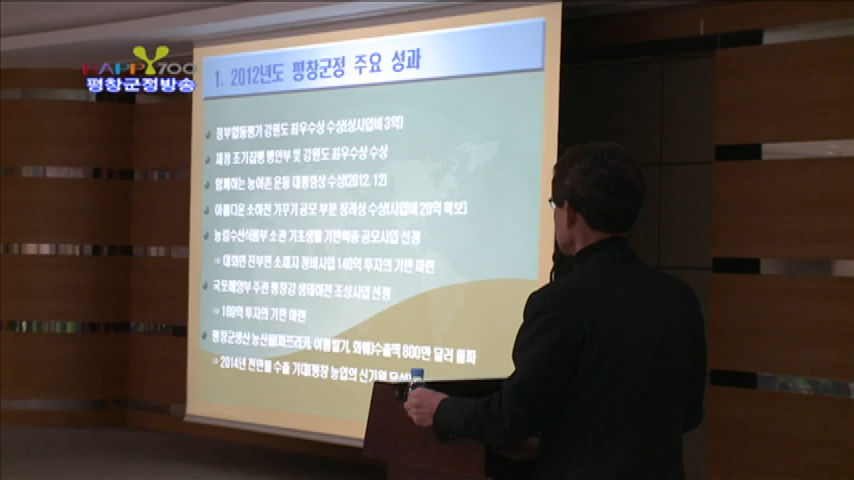 HAPPY700
평창군정방송
1. 2012년도 평창군정 주요 성과
정부합동평가 강원도 최우수상 수상(상사업비 3억)
재정 조기집행 행안부 및 강원도 최우수상 수상
함께하는 농어촌 운동 대통령상 수상(2012. 12)
아름다운 소하천 가꾸기 공모 부문 장려상 수상(사업비 20억 확보)
농림수산식품부 소관 기초생활 기반확충 공모사업 선정
⇒ 대화면 진부면 소재지 정비사업 140억 투자의 기반 마련
국토해양부 주관 평창강 생태하천 조성사업 선정
⇒ 180억 투자의 기반 마련
평창군생산 농산물(파프리카, 여름딸기, 화훼)수출액 800만 달러 돌파
⇒ 2014년 천만불 수출 기대(평창 농업의 신기원